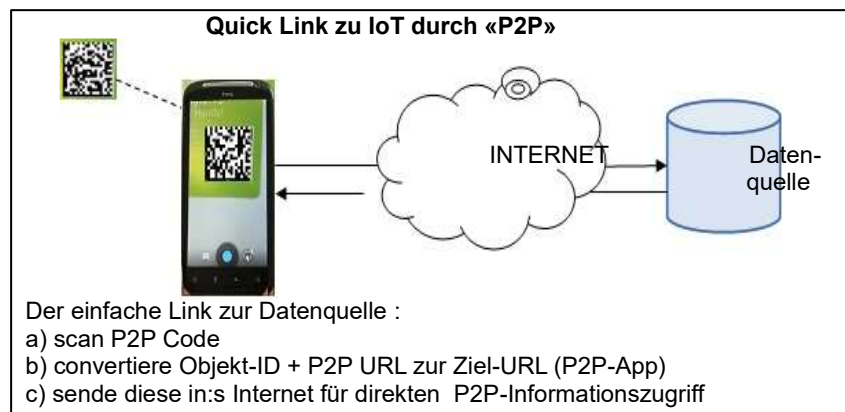 Quick Link zu IoT durch «P2P»
INTERNET
Daten-
quelle
Der einfache Link zur Datenquelle :
a) scan P2P Code
b) convertiere Objekt-ID + P2P URL zur Ziel-URL (P2P-App)
c) sende diese in:s Internet für direkten P2P-Informationszugriff